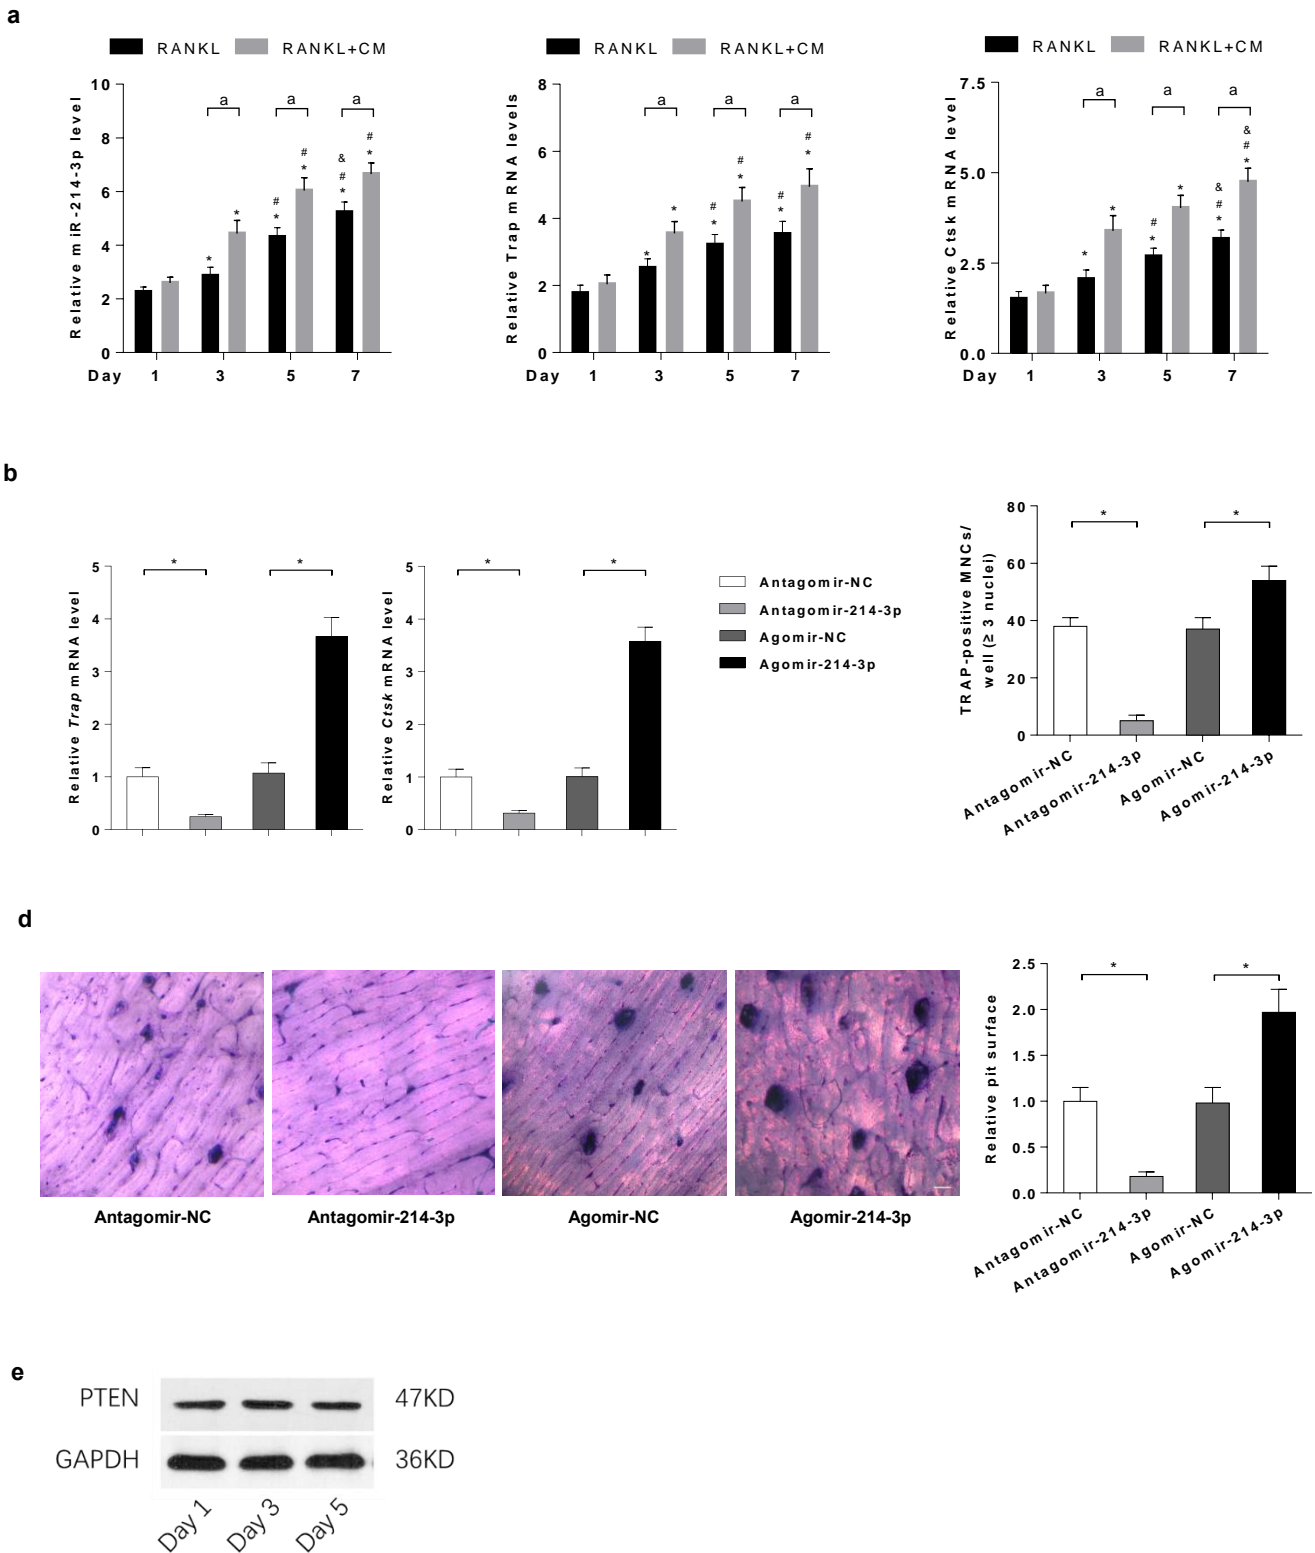 a
RANKL RANKL+CM
Relative miR-214-3p level
10
8
6
4
2
0
a a a
* * # * # * & # * # *
Day 1 3 5 7
RANKL RANKL+CM
Relative Trap mRNA levels
8
6
4
2
0
a a a
* * # * # * # * # *
Day 1 3 5 7
RANKL RANKL+CM
Relative Ctsk mRNA level
7.5
5.0
2.5
0.0
a a a
* * # * * & # * & # *
Day 1 3 5 7
b
Relative Trap mRNA level
5
4
3
2
1
0
* *
Relative Ctsk mRNA level
5
4
3
2
1
0
* *
Antagomir-NC
Antagomir-214-3p
Agomir-NC
Agomir-214-3p
TRAP-positive MNCs/
well (≥ 3 nuclei)
80
60
40
20
0
* *
Antagomir-NC
Antagomir-214-3p
Agomir-NC
Agomir-214-3p
d
Antagomir-NC
Antagomir-214-3p
Agomir-NC
Agomir-214-3p
Relative pit surface
2.5
2.0
1.5
1.0
0.5
0.0
* *
Antagomir-NC
Antagomir-214-3p
Agomir-NC
Agomir-214-3p
e
PTEN 47KD
GAPDH 36KD
Day 1
Day 3
Day 5